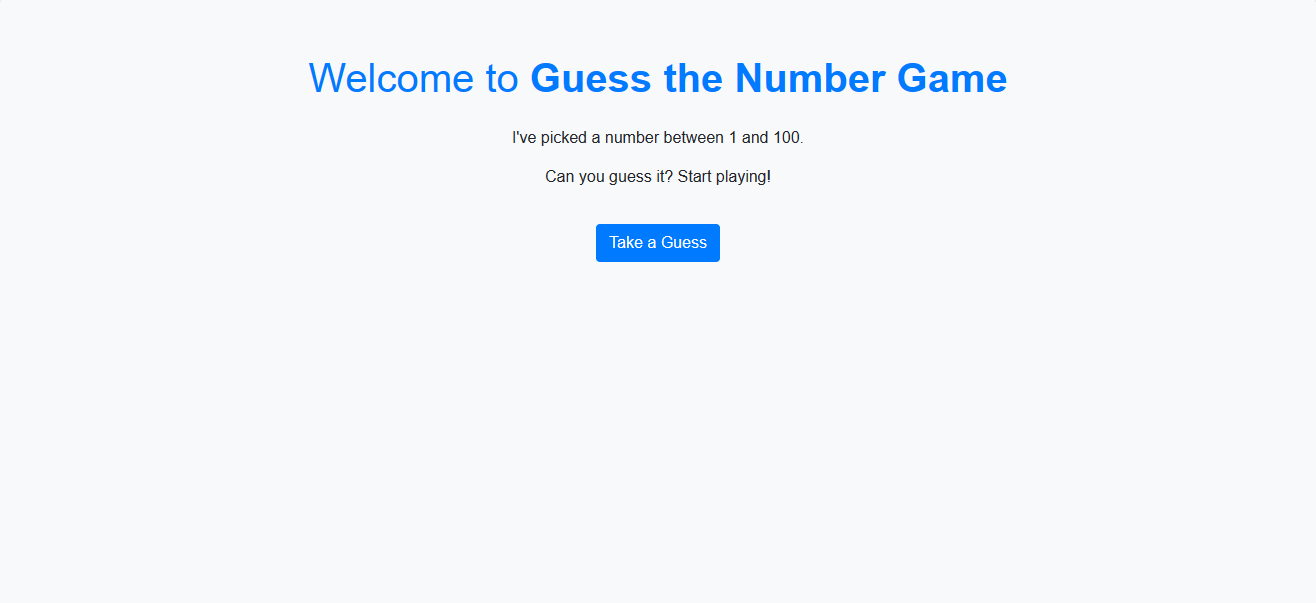 Welcome to Guess the Number Game
I've picked a number between 1 and 100.
Can you guess it? Start playing!
Take a Guess